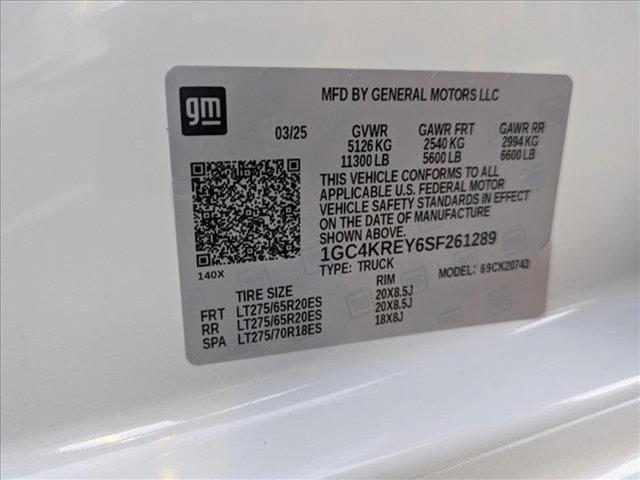 gm
MFD BY GENERAL MOTORS LLC
03/25 GVWR GAWR FRT GAWR RR
5126 KG 2540 KG 2994 KG
11300 LB 5600 LB 6600 LB
THIS VEHICLE CONFORMS TO ALL
APPLICABLE U.S. FEDERAL MOTOR
VEHICLE SAFETY STANDARDS IN EFFECT
ON THE DATE OF MANUFACTURE
SHOWN ABOVE.
1GC4KREY6SF261289
140X TYPE: TRUCK MODEL: 69CK20743
TIRE SIZE RIM
FRT LT275/65R20ES 20X8.5J
RR LT275/65R20ES 20X8.5J
SPA LT275/70R18ES 18X8J